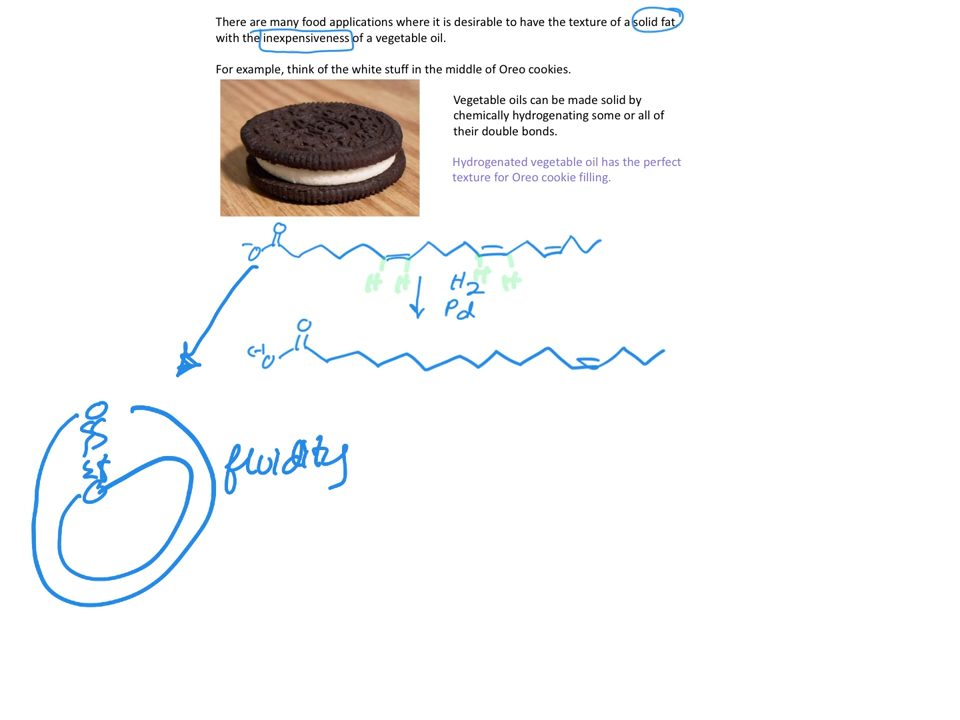 There are many food applications where it is desirable to have the texture of a solid fat
with the inexpensiveness of a vegetable oil.
For example, think of the white stuff in the middle of Oreo cookies.
Vegetable oils can be made solid by
chemically hydrogenating some or all of
their double bonds.
Hydrogenated vegetable oil has the perfect
texture for Oreo cookie filling.
O
⁻O
H H H H
H2
Pd
O
(-) O
fluidity